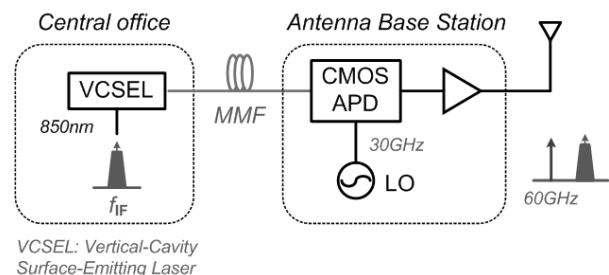 Central office
Antenna Base Station
VCSEL
850nm
f_IF
MMF
CMOS
APD
30GHz
LO
60GHz
VCSEL: Vertical-Cavity
Surface-Emitting Laser